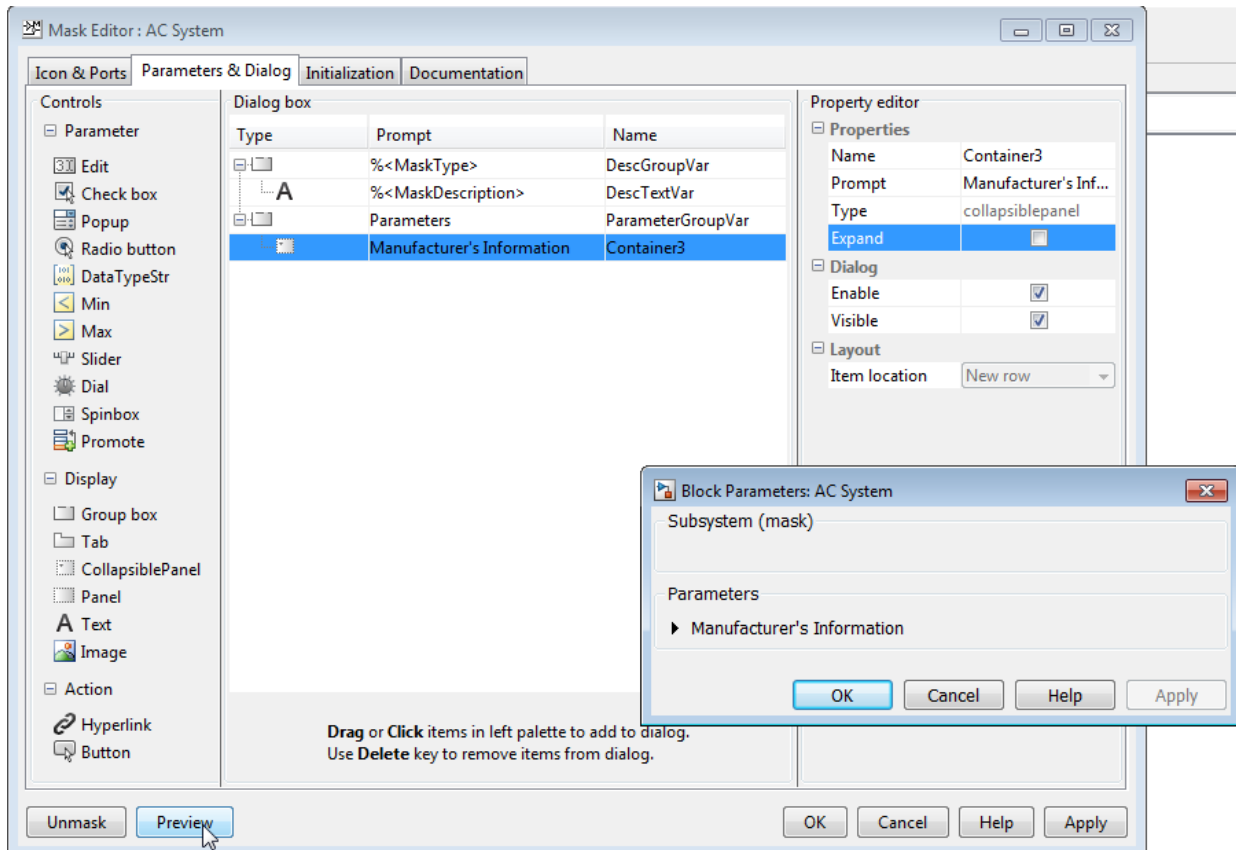 Mask Editor : AC System
Icon & Ports
Parameters & Dialog
Initialization
Documentation
Controls
Parameter
Edit
Check box
Popup
Radio button
DataTypeStr
Min
Max
Slider
Dial
Spinbox
Promote
Display
Group box
Tab
CollapsiblePanel
Panel
Text
Image
Action
Hyperlink
Button
Dialog box
Type Prompt Name
%<MaskType> DescGroupVar
A %<MaskDescription> DescTextVar
Parameters ParameterGroupVar
Manufacturer's Information Container3
Drag or Click items in left palette to add to dialog.
Use Delete key to remove items from dialog.
Property editor
Properties
Name Container3
Prompt Manufacturer's Inf...
Type collapsiblepanel
Expand
Dialog
Enable
Visible
Layout
Item location New row
Block Parameters: AC System
Subsystem (mask)
Parameters
Manufacturer's Information
OK Cancel Help Apply
Unmask Preview OK Cancel Help Apply